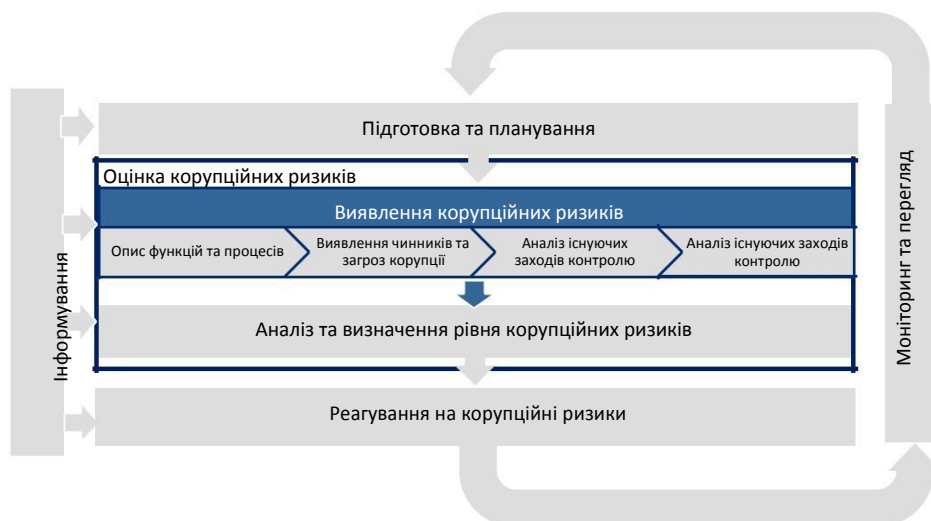 Підготовка та планування
Оцінка корупційних ризиків
Виявлення корупційних ризиків
Опис функцій та процесів
Виявлення чинників та
загроз корупції
Аналіз існуючих
заходів контролю
Аналіз існуючих заходів
контролю
Аналіз та визначення рівня корупційних ризиків
Реагування на корупційні ризики
Інформування
Моніторинг та перегляд